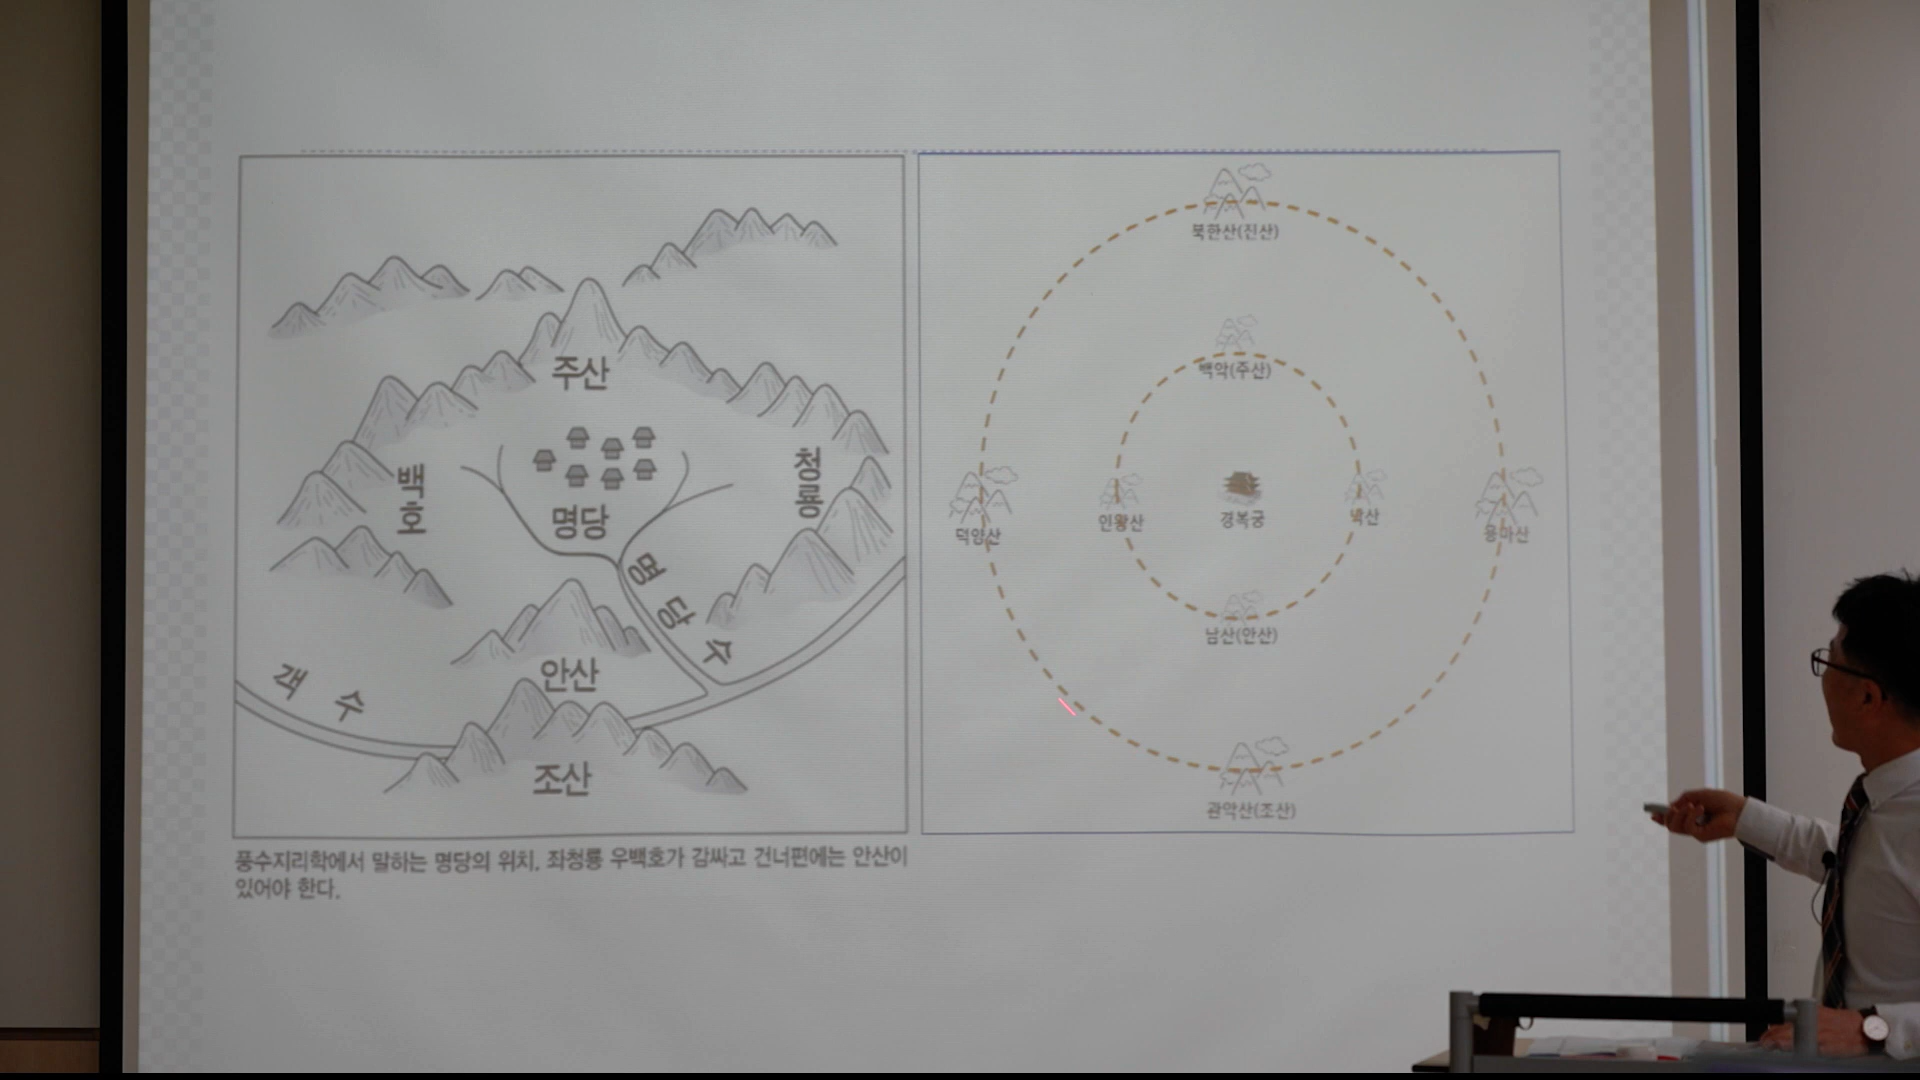 주산
백호
청룡
명당
명당수
안산
객수
조산
풍수지리학에서 말하는 명당의 위치. 좌청룡 우백호가 감싸고 건너편에는 안산이
있어야 한다.
북한산(진산)
백악(주산)
덕양산
인왕산
경복궁
낙산
용마산
남산(안산)
관악산(조산)